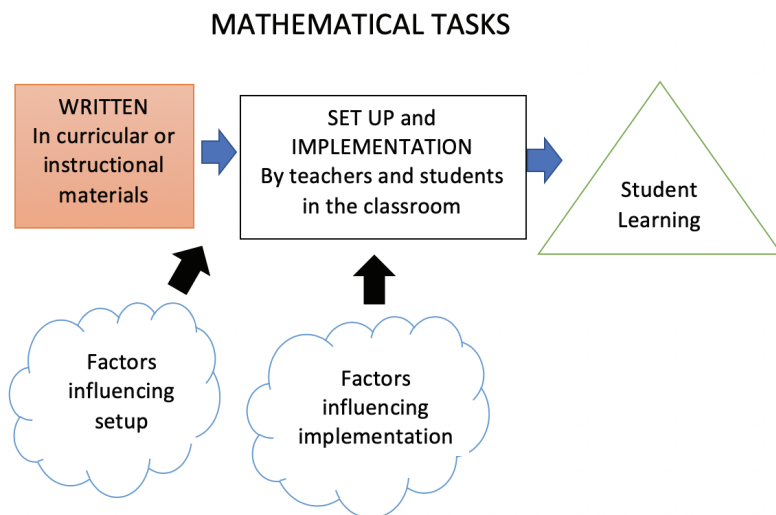 MATHEMATICAL TASKS
WRITTEN
In curricular or
instructional
materials
SET UP and
IMPLEMENTATION
By teachers and students
in the classroom
Student
Learning
Factors
influencing
setup
Factors
influencing
implementation